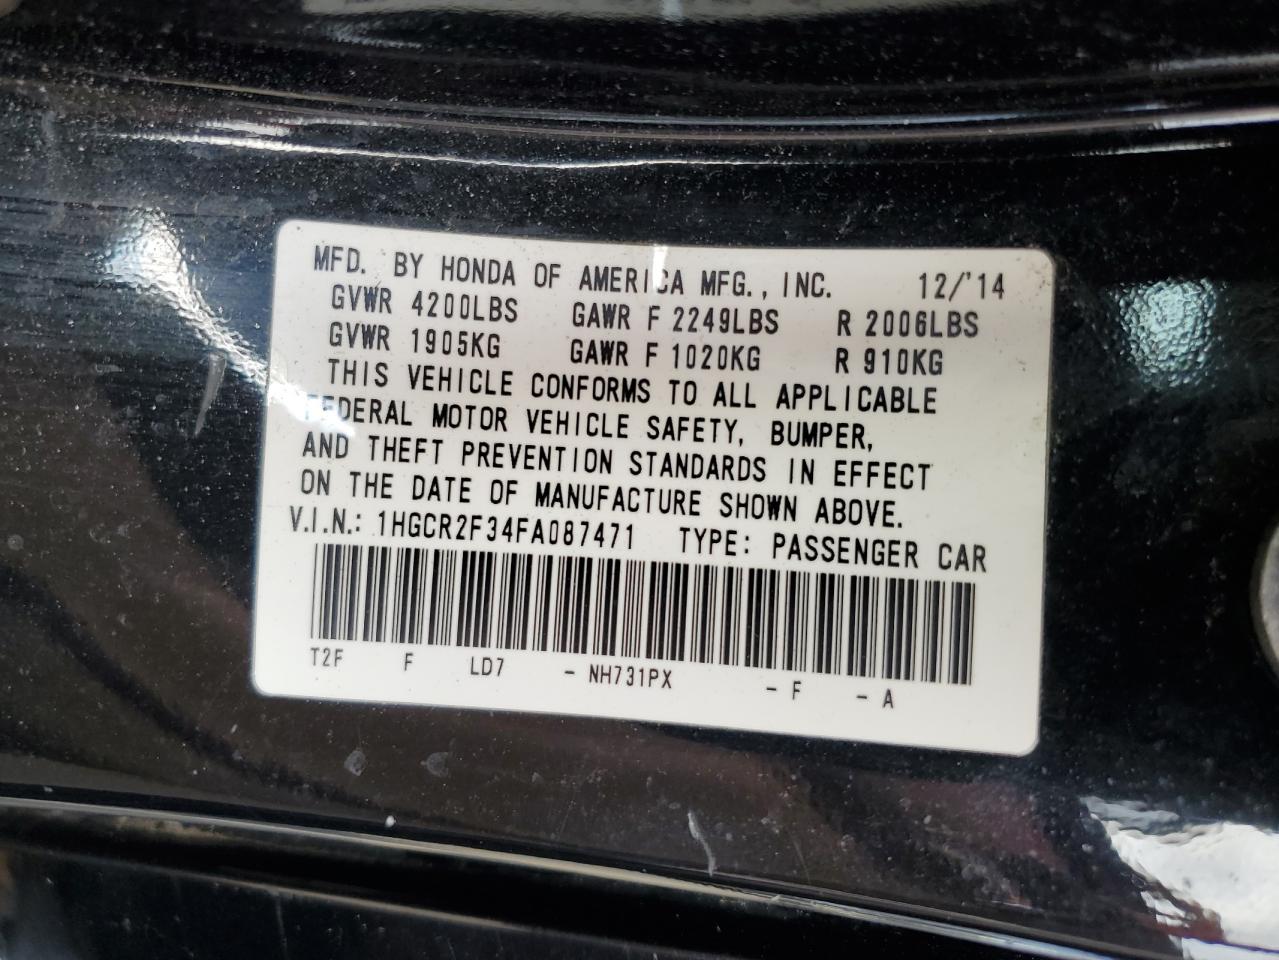 MFD. BY HONDA OF AMERICA MFG., INC. 12/'14
GVWR 4200LBS GAWR F 2249LBS R 2006LBS
GVWR 1905KG GAWR F 1020KG R 910KG
THIS VEHICLE CONFORMS TO ALL APPLICABLE
FEDERAL MOTOR VEHICLE SAFETY, BUMPER,
AND THEFT PREVENTION STANDARDS IN EFFECT
ON THE DATE OF MANUFACTURE SHOWN ABOVE.
V.I.N.: 1HGCR2F34FA087471 TYPE: PASSENGER CAR
T2F F LD7 - NH731PX - F - A